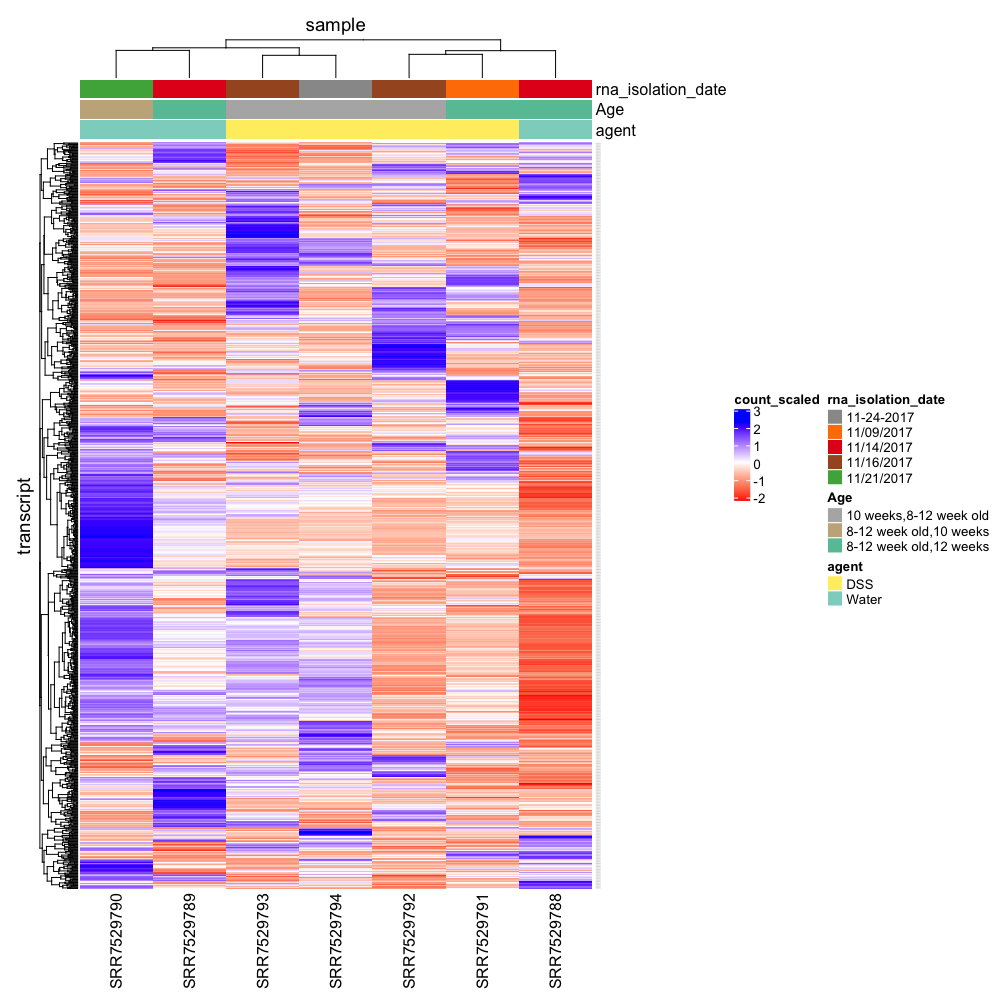 sample
rna_isolation_date
Age
agent
transcript
count_scaled
3
2
1
0
-1
-2
rna_isolation_date
11-24-2017
11/09/2017
11/14/2017
11/16/2017
11/21/2017
Age
10 weeks,8-12 week old
8-12 week old,10 weeks
8-12 week old,12 weeks
agent
DSS
Water
SRR7529790
SRR7529789
SRR7529793
SRR7529794
SRR7529792
SRR7529791
SRR7529788